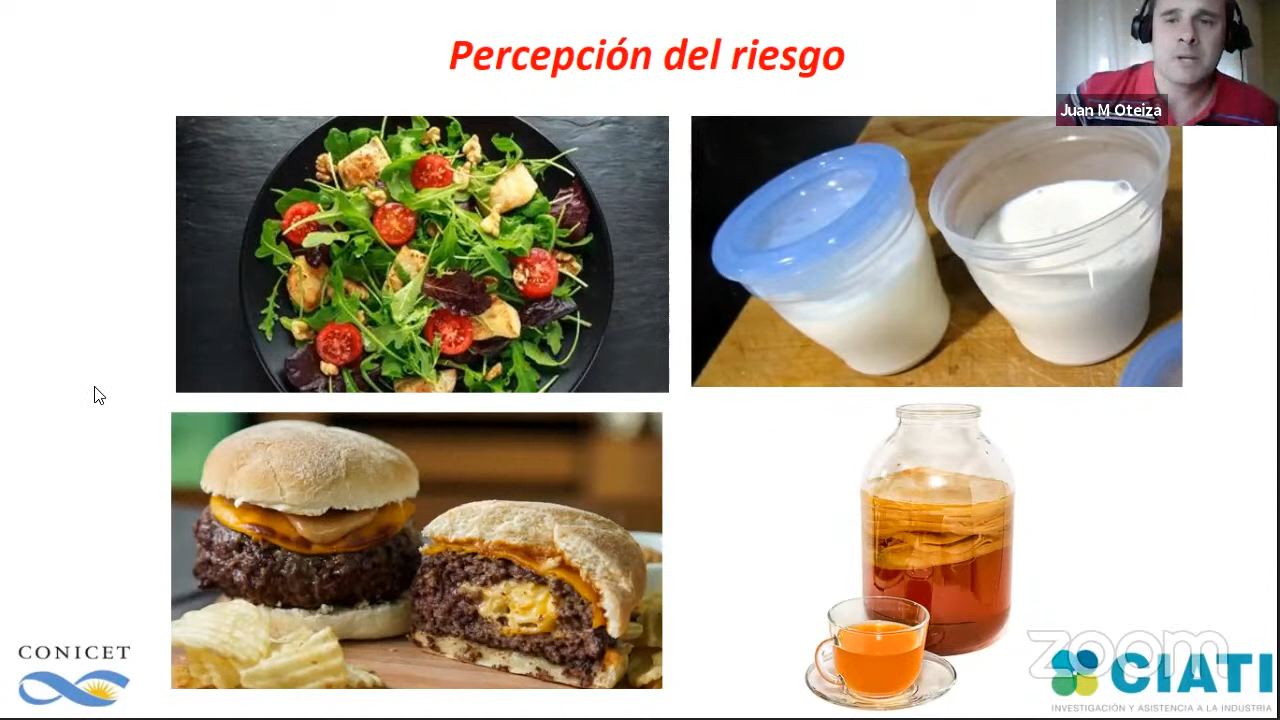 Percepción del riesgo
Juan M Oteiza
CONICET
zoom
CIATI
INVESTIGACIÓN Y ASISTENCIA A LA INDUSTRIA